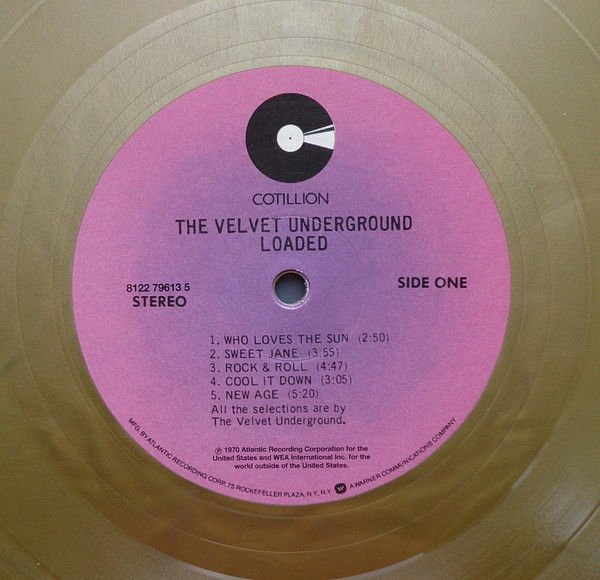 COTILLION
THE VELVET UNDERGROUND
LOADED
8122 79613 5
STEREO
SIDE ONE
1. WHO LOVES THE SUN (2:50)
2. SWEET JANE (3:55)
3. ROCK & ROLL (4:47)
4. COOL IT DOWN (3:05)
5. NEW AGE (5:20)
All the selections are by
The Velvet Underground.
℗ 1970 Atlantic Recording Corporation for the
United States and WEA International Inc. for the
world outside of the United States.
MFG. BY ATLANTIC RECORDING CORP. 75 ROCKEFELLER PLAZA, N.Y., N.Y. W A WARNER COMMUNICATIONS COMPANY